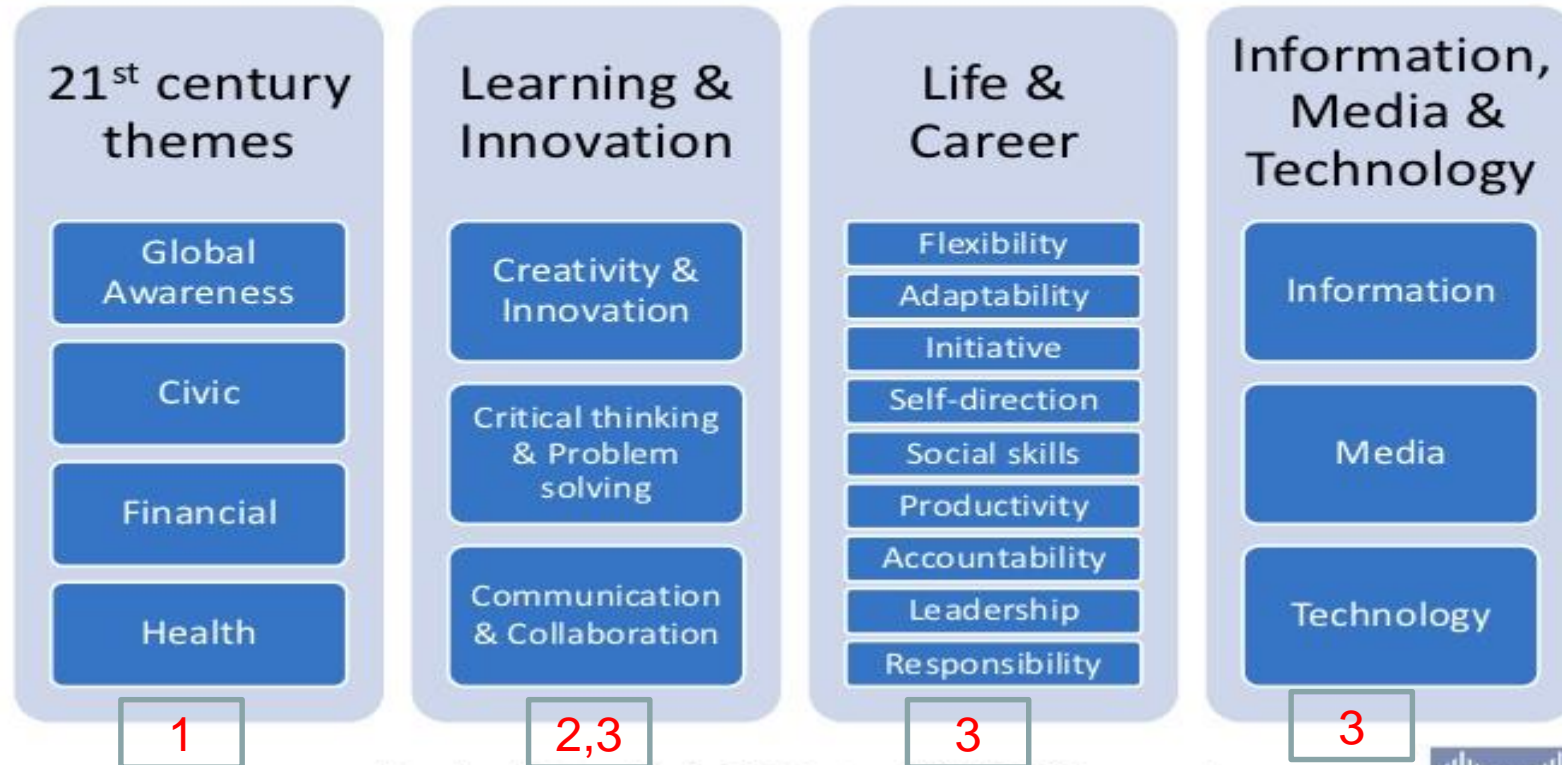 21st century
themes
Global
Awareness
Civic
Financial
Health
1
Learning &
Innovation
Creativity &
Innovation
Critical thinking
& Problem
solving
Communication
& Collaboration
2,3
Life &
Career
Flexibility
Adaptability
Initiative
Self-direction
Social skills
Productivity
Accountability
Leadership
Responsibility
3
Information,
Media &
Technology
Information
Media
Technology
3